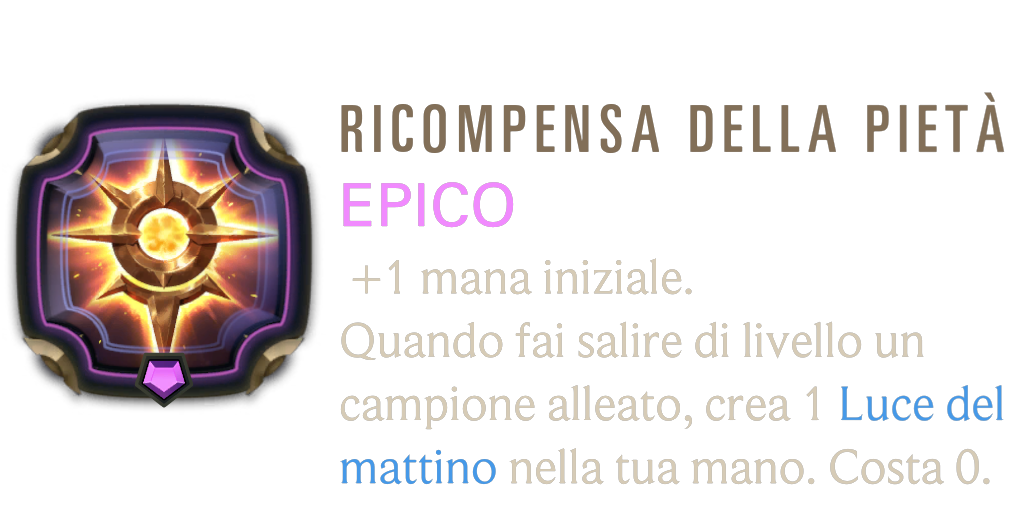 RICOMPENSA DELLA PIETÀ
EPICO
+1 mana iniziale.
Quando fai salire di livello un
campione alleato, crea 1 Luce del
mattino nella tua mano. Costa 0.